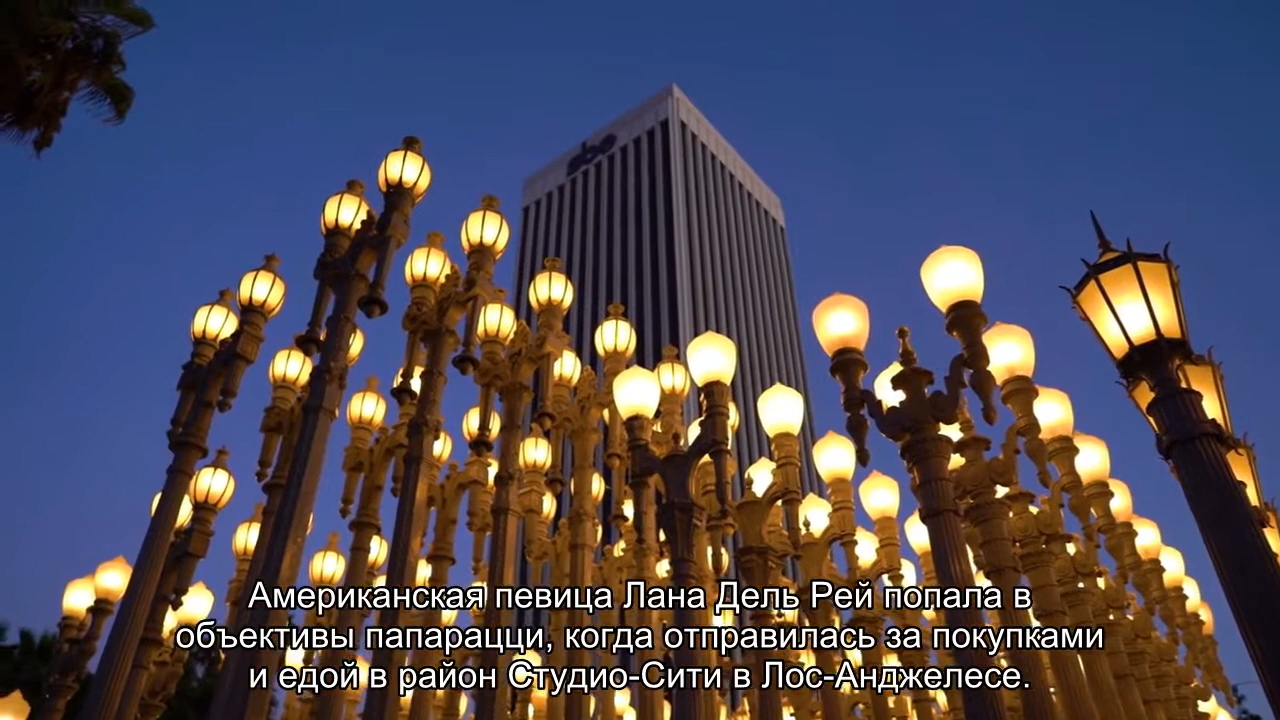 Американская певица Лана Дель Рей попала в
объективы папарацци, когда отправилась за покупками
и едой в район Студио-Сити в Лос-Анджелесе.